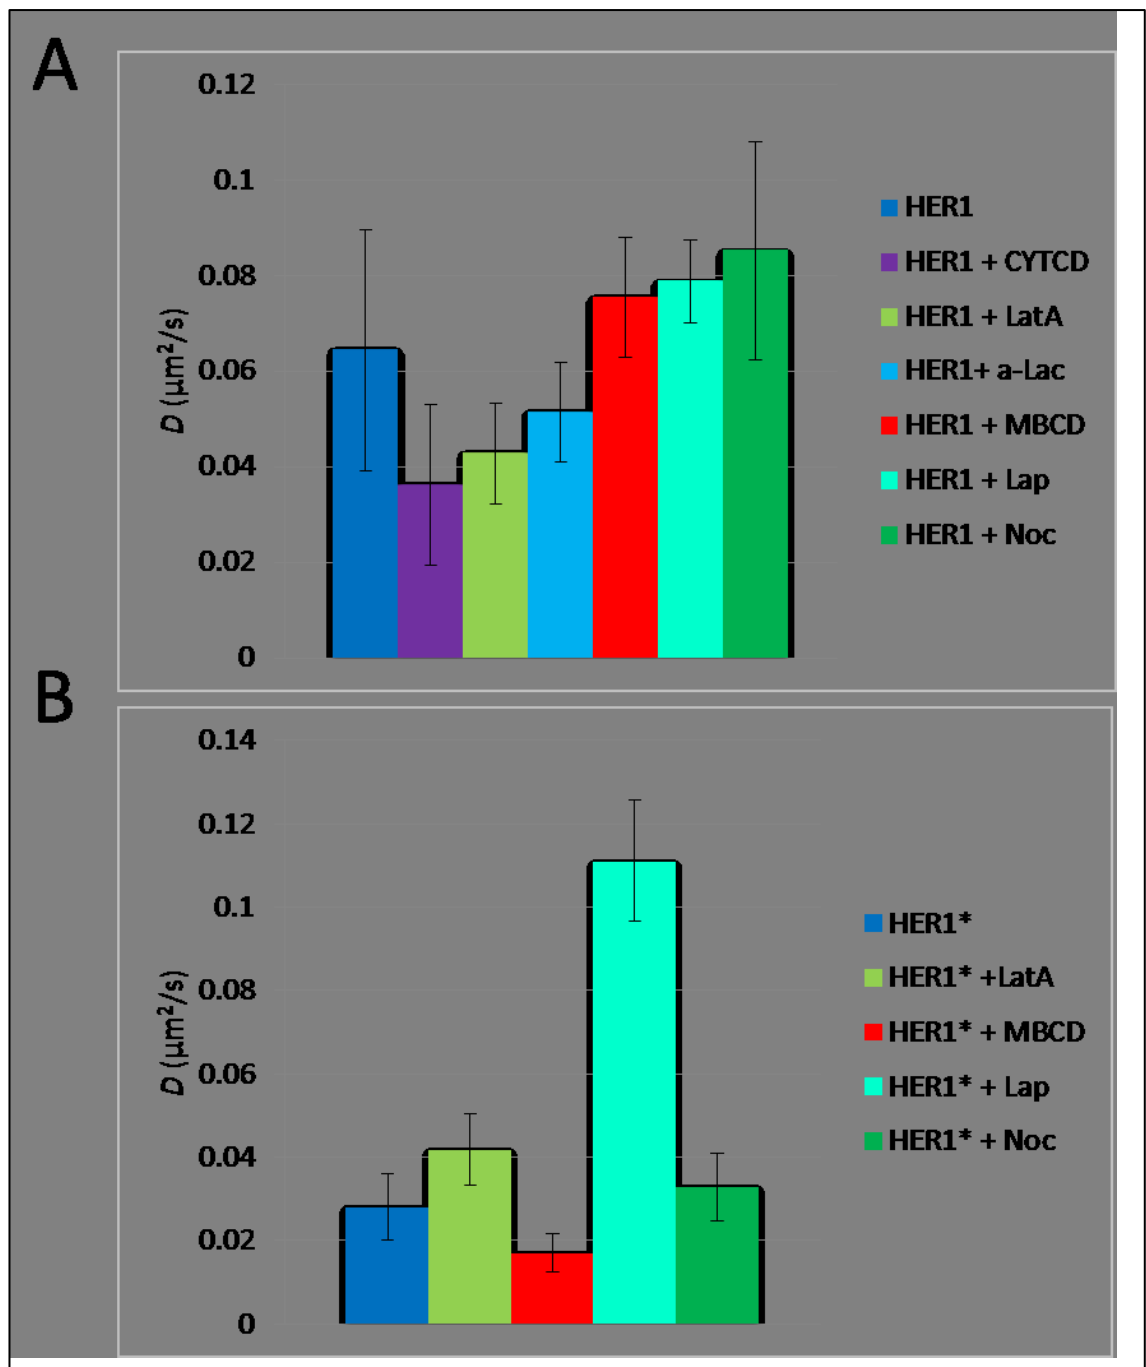 A
0.12
0.1
0.08
0.06
0.04
0.02
0
D (μm²/s)
HER1
HER1 + CYTCD
HER1 + LatA
HER1+ a-Lac
HER1 + MBCD
HER1 + Lap
HER1 + Noc
B
0.14
0.12
0.1
0.08
0.06
0.04
0.02
0
D (μm²/s)
HER1*
HER1* +LatA
HER1* + MBCD
HER1* + Lap
HER1* + Noc